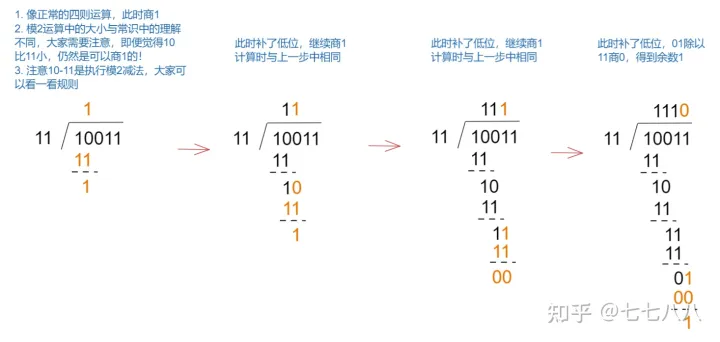 1. 像正常的四则运算，此时商1
2. 模2运算中的大小与常识中的理解
不同，大家需要注意，即便觉得10
比11小，仍然是可以商1的！
3. 注意10-11是执行模2减法，大家可
以看一看规则
1
11 10011
11
1
此时补了低位，继续商1
计算时与上一步中相同
11
11 10011
11
10
11
1
此时补了低位，继续商1
计算时与上一步中相同
111
11 10011
11
10
11
11
11
00
此时补了低位，01除以
11商0，得到余数1
1110
11 10011
11
10
11
11
11
01
00
1
知乎 @七七八八